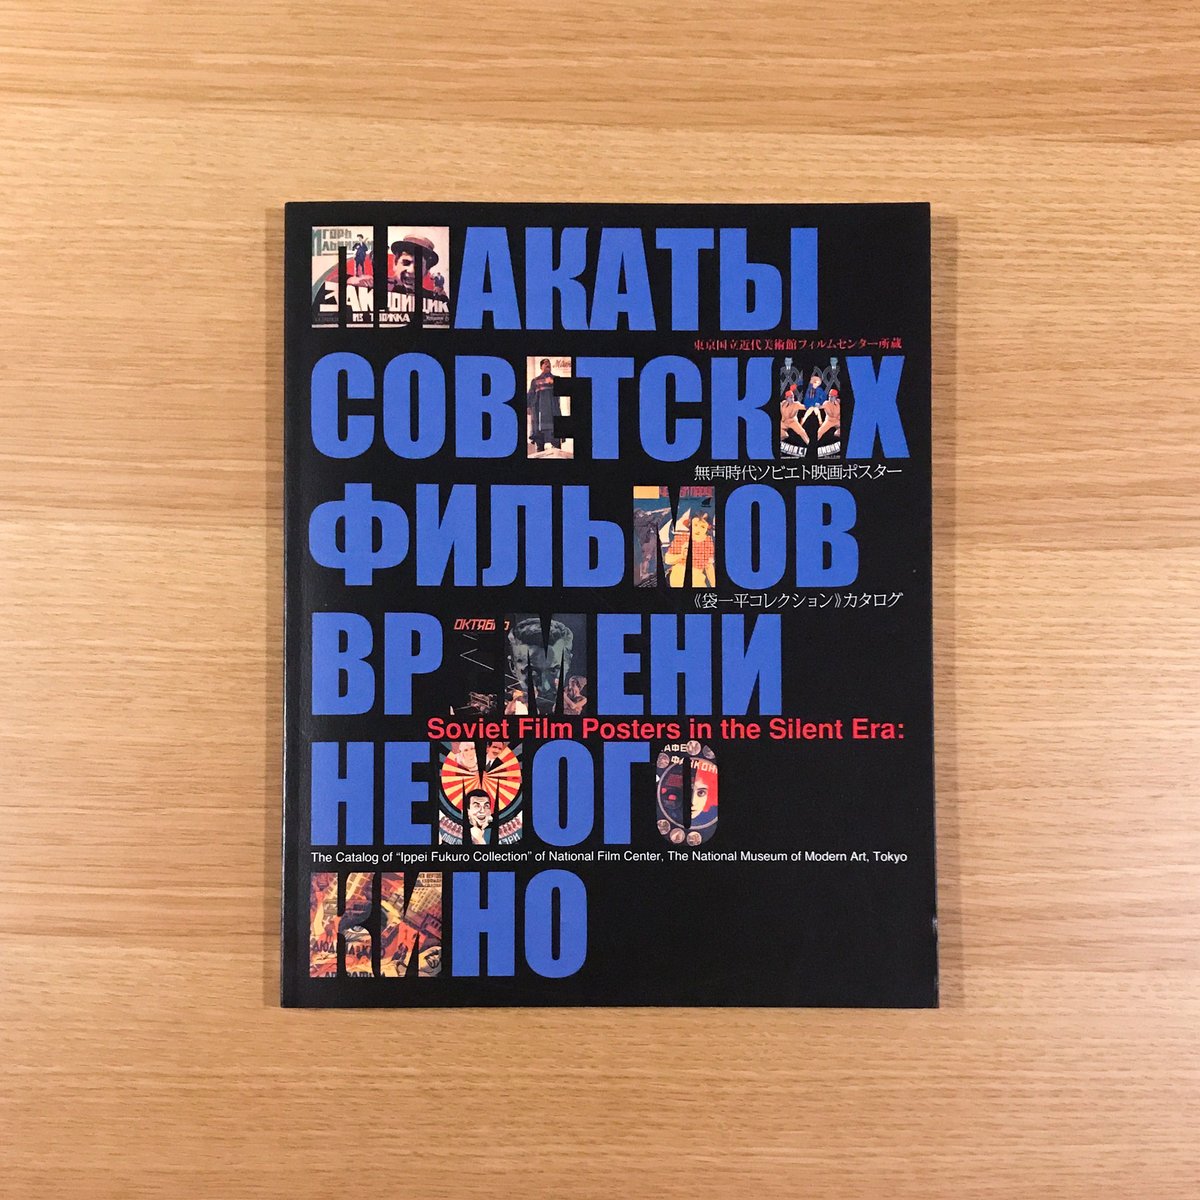 ПЛАКАТЫ
東京国立近代美術館フィルムセンター所蔵
СОВЕТСКИХ
無声時代ソビエト映画ポスター
ФИЛЬМОВ
《袋一平コレクション》カタログ
ВРЕМЕНИ
Soviet Film Posters in the Silent Era:
НЕМОГО
The Catalog of “Ippei Fukuro Collection” of National Film Center, The National Museum of Modern Art, Tokyo
КИНО